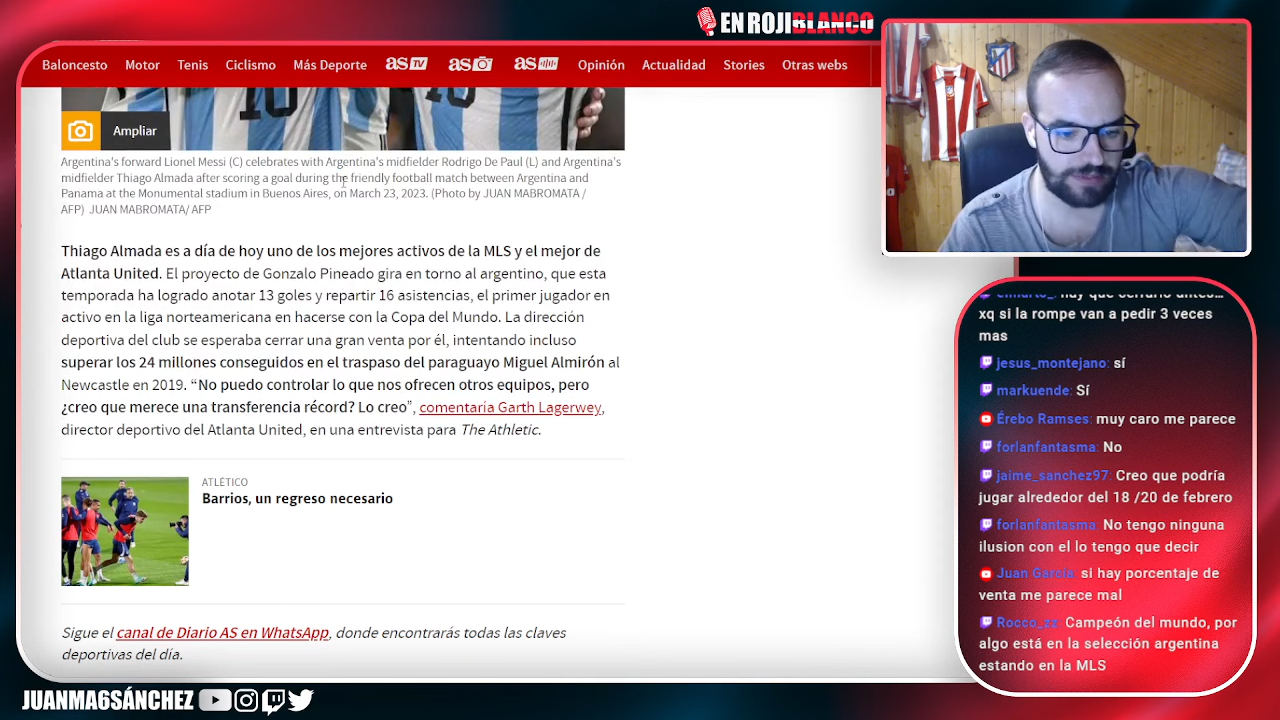 EN ROJIBLANCO
Baloncesto Motor Tenis Ciclismo Más Deporte as TV as as Opinión Actualidad Stories Otras webs
Ampliar
Argentina's forward Lionel Messi (C) celebrates with Argentina's midfielder Rodrigo De Paul (L) and Argentina's
midfielder Thiago Almada after scoring a goal during the friendly football match between Argentina and
Panama at the Monumental stadium in Buenos Aires, on March 23, 2023. (Photo by JUAN MABROMATA /
AFP) JUAN MABROMATA/ AFP
Thiago Almada es a día de hoy uno de los mejores activos de la MLS y el mejor de
Atlanta United. El proyecto de Gonzalo Pineado gira en torno al argentino, que esta
temporada ha logrado anotar 13 goles y repartir 16 asistencias, el primer jugador en
activo en la liga norteamericana en hacerse con la Copa del Mundo. La dirección
deportiva del club se esperaba cerrar una gran venta por él, intentando incluso
superar los 24 millones conseguidos en el traspaso del paraguayo Miguel Almirón al
Newcastle en 2019. “No puedo controlar lo que nos ofrecen otros equipos, pero
¿creo que merece una transferencia récord? Lo creo”, comentaría Garth Lagerwey,
director deportivo del Atlanta United, en una entrevista para The Athletic.
ATLÉTICO
Barrios, un regreso necesario
Sigue el canal de Diario AS en WhatsApp, donde encontrarás todas las claves
deportivas del día.
xq si la rompe van a pedir 3 veces
mas
jesus_montejano: sí
markuende: Sí
Érebo Ramses: muy caro me parece
forlanfantasma: No
jaime_sanchez97: Creo que podría
jugar alrededor del 18 /20 de febrero
forlanfantasma: No tengo ninguna
ilusion con el lo tengo que decir
Juan García: si hay porcentaje de
venta me parece mal
Rocco_zz: Campeón del mundo, por
algo está en la selección argentina
estando en la MLS
JUANMA6SÁNCHEZ